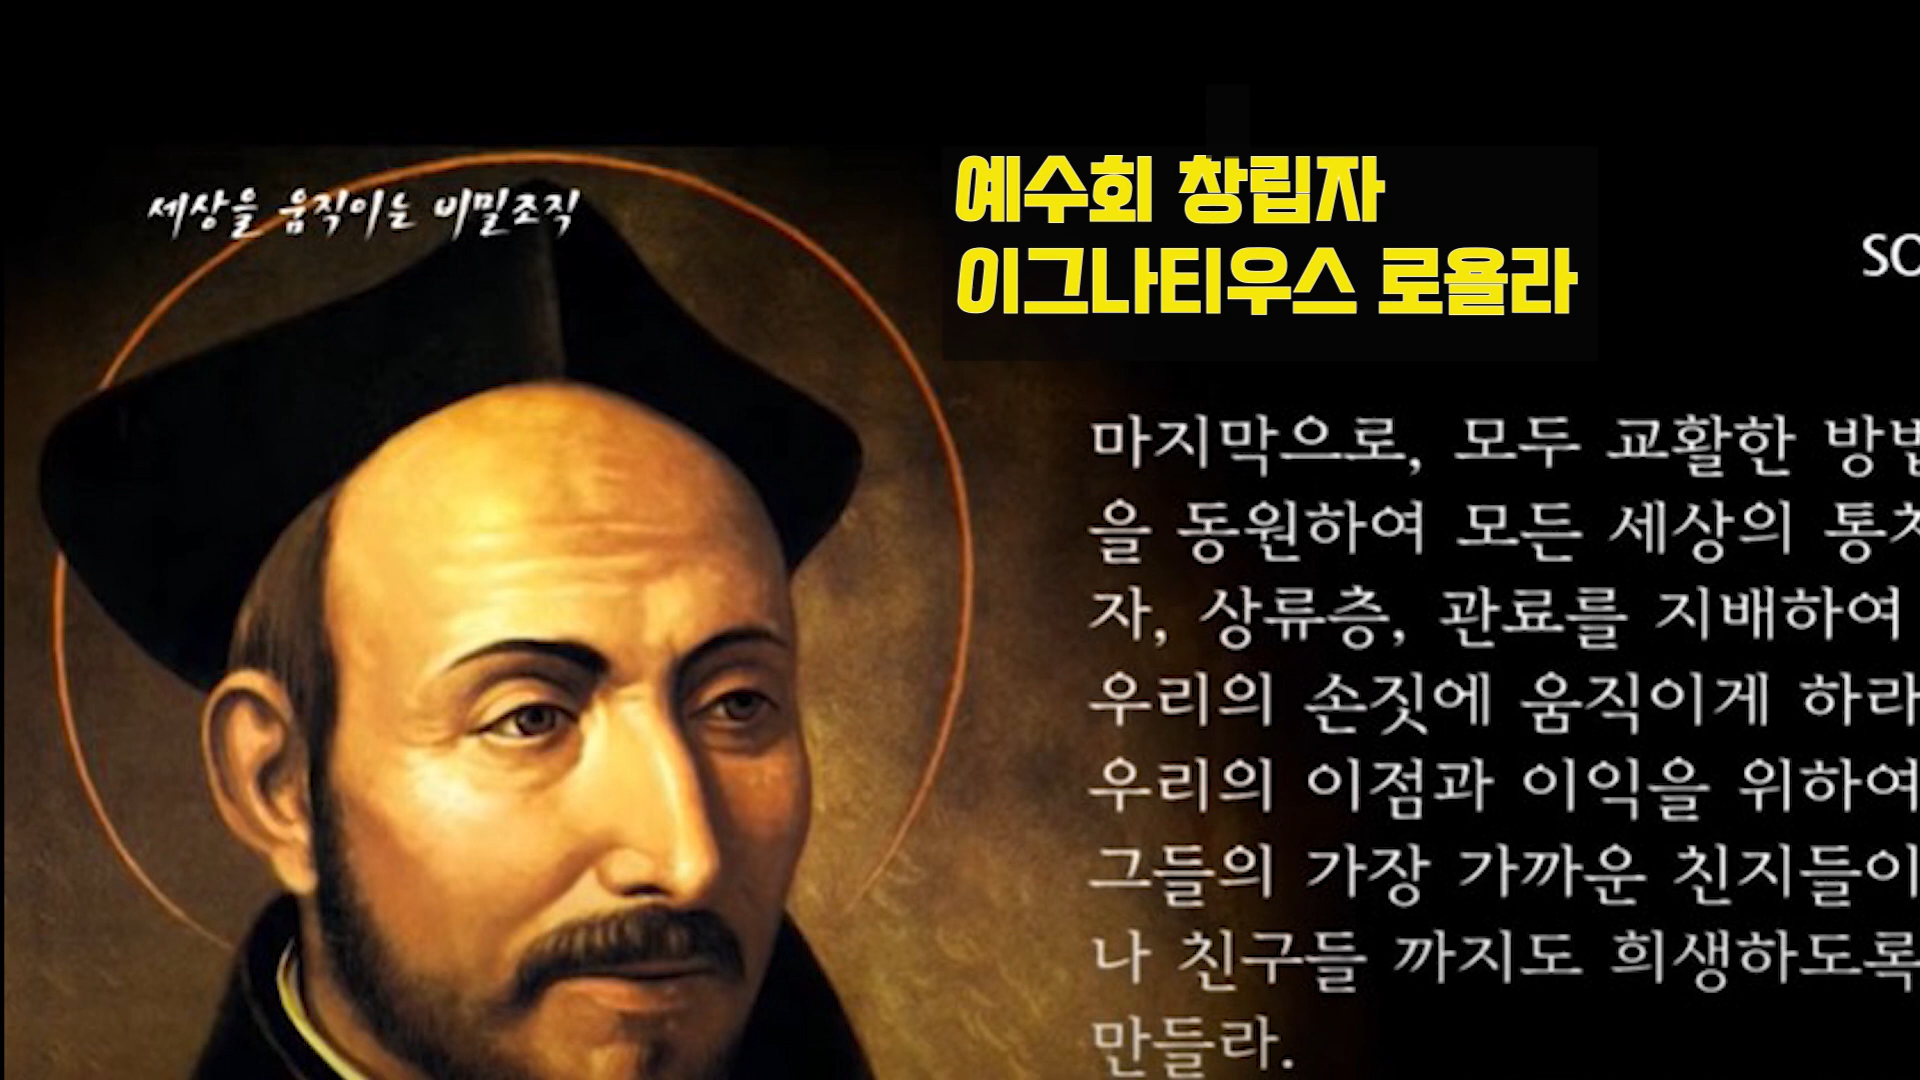 세상을 움직이는 비밀조직
예수회 창립자
이그나티우스 로욜라
SO
마지막으로, 모두 교활한 방법
을 동원하여 모든 세상의 통치
자, 상류층, 관료를 지배하여
우리의 손짓에 움직이게 하라
우리의 이점과 이익을 위하여
그들의 가장 가까운 친지들이
나 친구들 까지도 희생하도록
만들라.